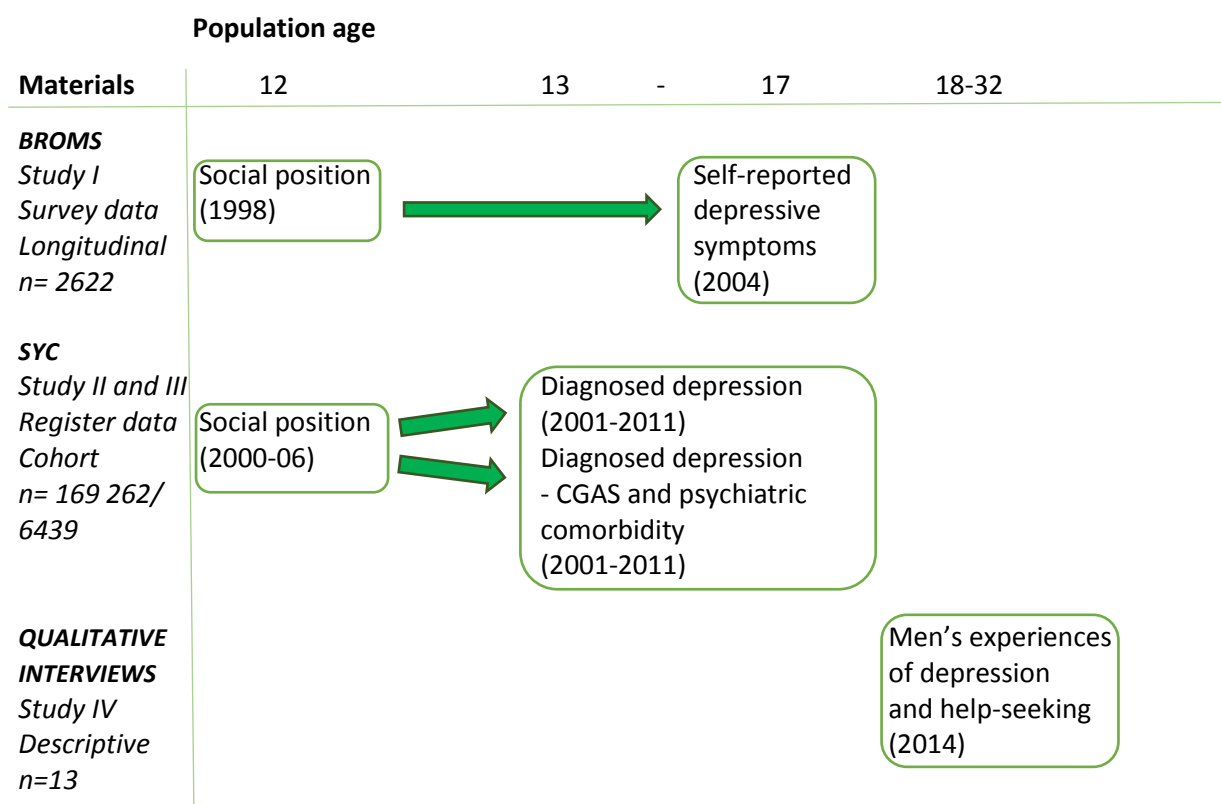 Population age
Materials 12 13 - 17 18-32
BROMS
Study I
Survey data
Longitudinal
n= 2622
Social position
(1998)
Self-reported
depressive
symptoms
(2004)
SYC
Study II and III
Register data
Cohort
n= 169 262/
6439
Social position
(2000-06)
Diagnosed depression
(2001-2011)
Diagnosed depression
- CGAS and psychiatric
comorbidity
(2001-2011)
QUALITATIVE
INTERVIEWS
Study IV
Descriptive
n=13
Men’s experiences
of depression
and help-seeking
(2014)